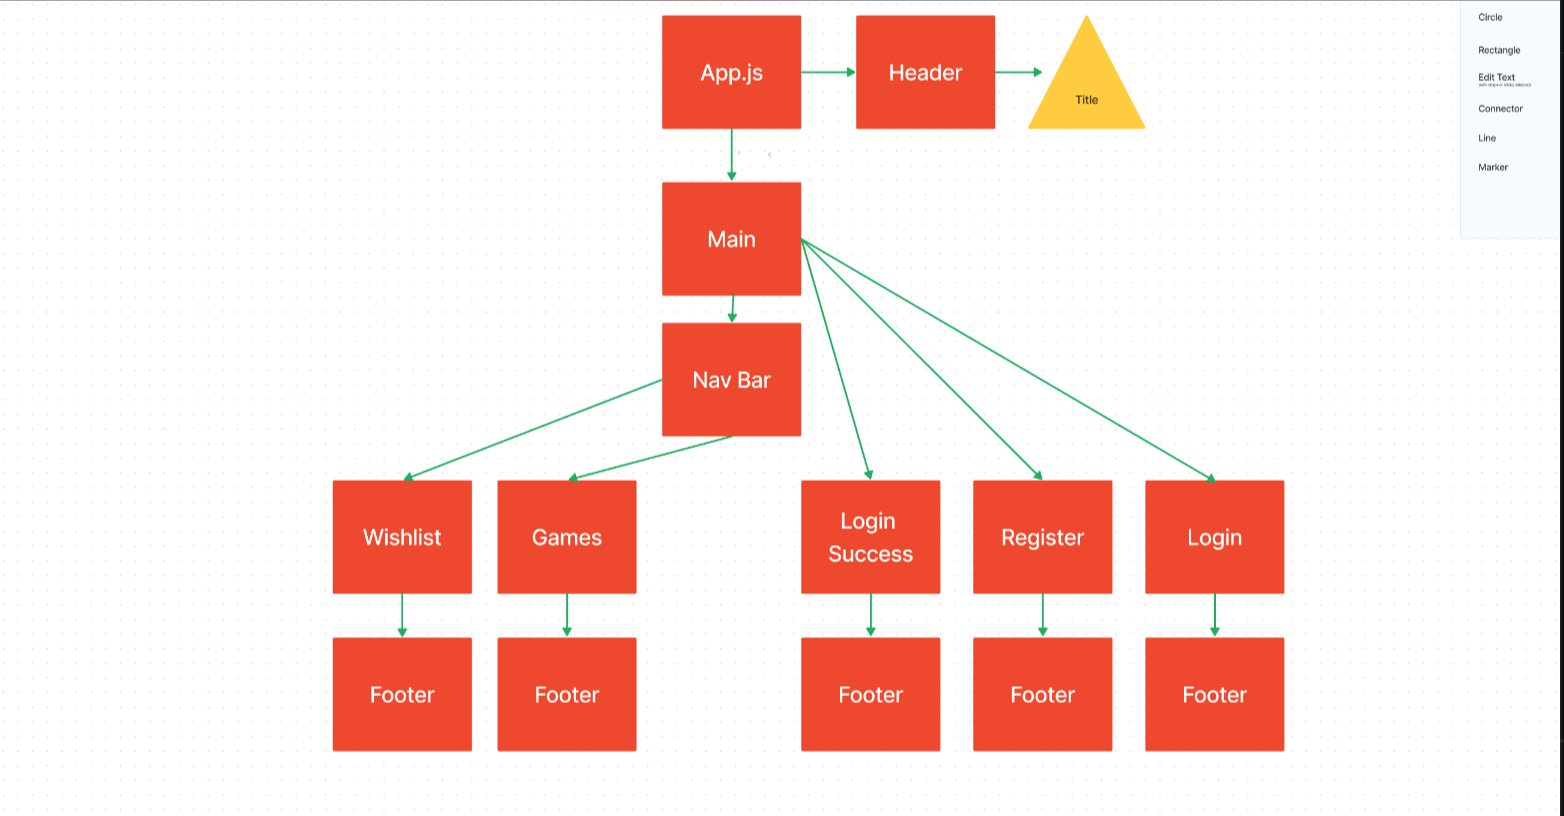 App.js
Header
Title
Main
Nav Bar
Wishlist
Games
Login
Success
Register
Login
Footer
Footer
Footer
Footer
Footer
Circle
Rectangle
Edit Text
Connector
Line
Marker